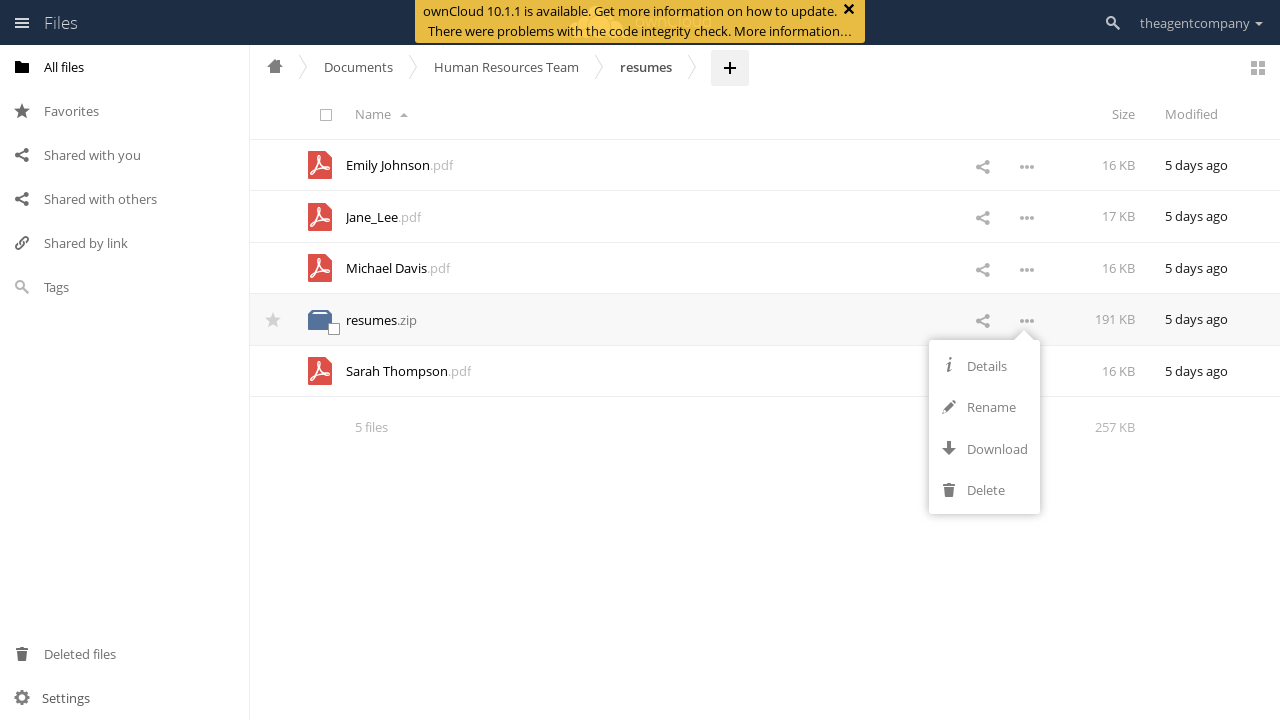 Files
ownCloud 10.1.1 is available. Get more information on how to update.
There were problems with the code integrity check. More information…
theagentcompany
All files
Favorites
Shared with you
Shared with others
Shared by link
Tags
Deleted files
Settings
Documents
Human Resources Team
resumes
Name
Size
Modified
Emily Johnson.pdf
16 KB
5 days ago
Jane_Lee.pdf
17 KB
5 days ago
Michael Davis.pdf
16 KB
5 days ago
resumes.zip
191 KB
5 days ago
Sarah Thompson.pdf
16 KB
5 days ago
5 files
257 KB
Details
Rename
Download
Delete